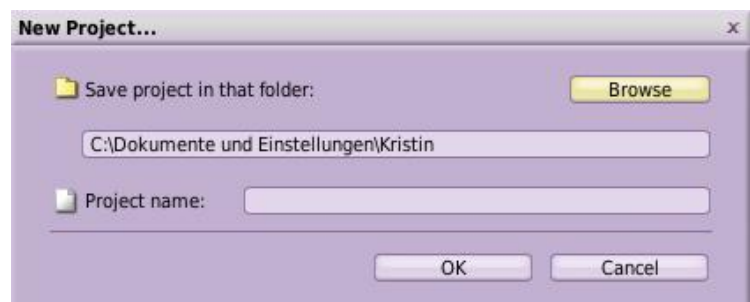 New Project... x
Save project in that folder: Browse
C:\Dokumente und Einstellungen\Kristin
Project name:
OK Cancel